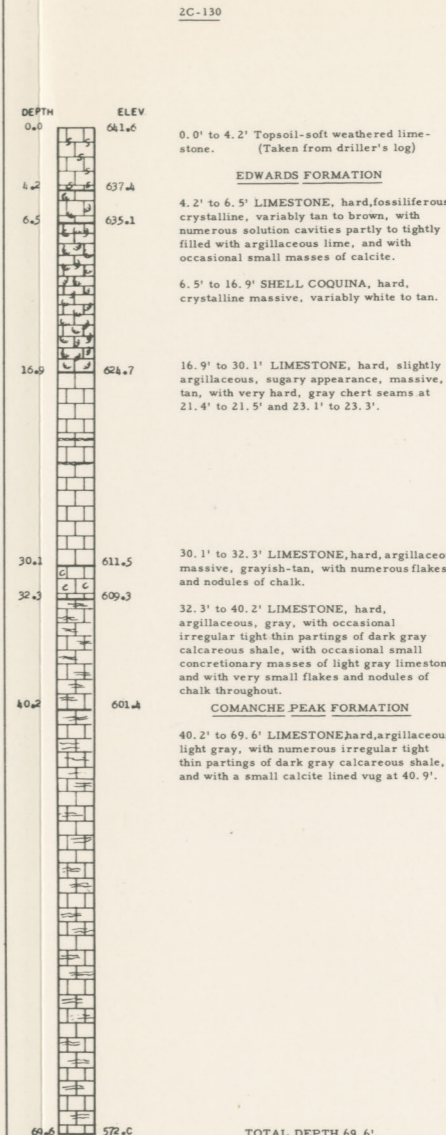 2C-130
DEPTH ELEV.
0.0 641.6
0.0' to 4.2' Topsoil-soft weathered lime-
stone. (Taken from driller's log)
EDWARDS FORMATION
4.2 637.4
4.2' to 6.5' LIMESTONE, hard,fossiliferous
crystalline, variably tan to brown, with
numerous solution cavities partly to tightly
filled with argillaceous lime, and with
occasional small masses of calcite.
6.5 635.1
6.5' to 16.9' SHELL COQUINA, hard,
crystalline massive, variably white to tan.
16.9 624.7
16.9' to 30.1' LIMESTONE, hard, slightly
argillaceous, sugary appearance, massive,
tan, with very hard, gray chert seams at
21.4' to 21.5' and 23.1' to 23.3'.
30.1 611.5
30.1' to 32.3' LIMESTONE, hard, argillaceou
massive, grayish-tan, with numerous flakes
and nodules of chalk.
32.3 609.3
32.3' to 40.2' LIMESTONE, hard,
argillaceous, gray, with occasional
irregular tight thin partings of dark gray
calcareous shale, with occasional small
concretionary masses of light gray limeston
and with very small flakes and nodules of
chalk throughout.
40.2 601.4
COMANCHE PEAK FORMATION
40.2' to 69.6' LIMESTONE,hard,argillaceou
light gray, with numerous irregular tight
thin partings of dark gray calcareous shale,
and with a small calcite lined vug at 40.9'.
69.6 572.0
TOTAL DEPTH 69.6'